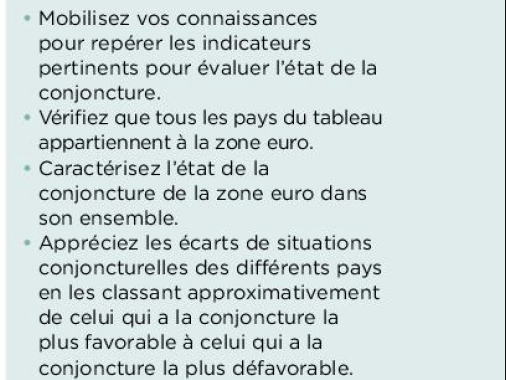 • Mobilisez vos connaissances
pour repérer les indicateurs
pertinents pour évaluer l'état de la
conjoncture.
• Vérifiez que tous les pays du tableau
appartiennent à la zone euro.
• Caractérisez l'état de la
conjoncture de la zone euro dans
son ensemble.
• Appréciez les écarts de situations
conjoncturelles des différents pays
en les classant approximativement
de celui qui a la conjoncture la
plus favorable à celui qui a la
conjoncture la plus défavorable.